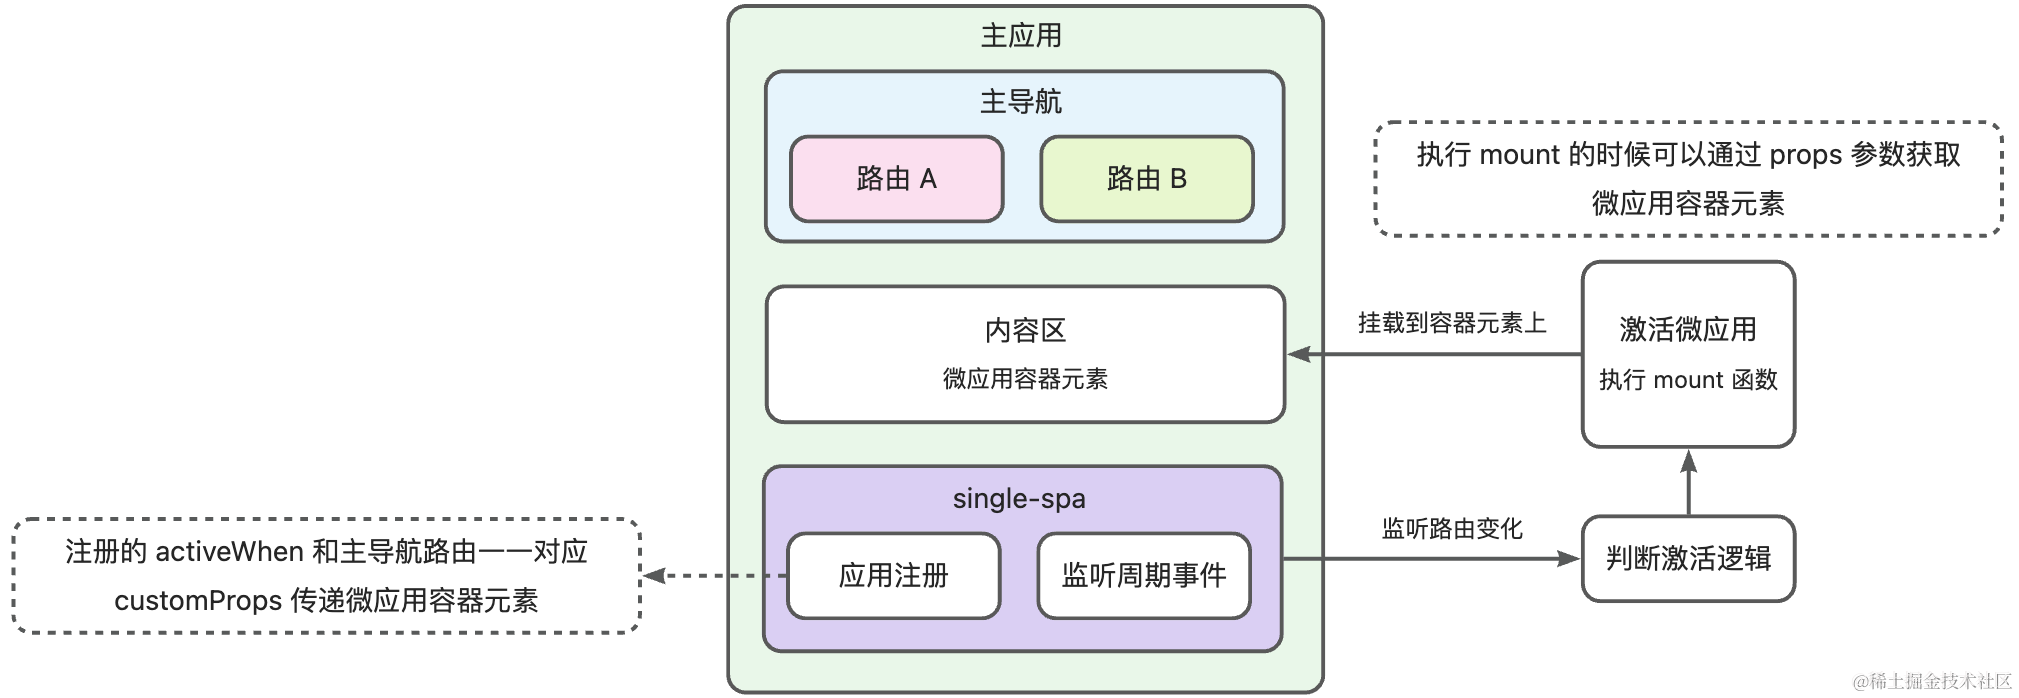 主应用
主导航
路由 A
路由 B
执行 mount 的时候可以通过 props 参数获取
微应用容器元素
内容区
微应用容器元素
挂载到容器元素上
激活微应用
执行 mount 函数
single-spa
应用注册
监听周期事件
监听路由变化
判断激活逻辑
注册的 activeWhen 和主导航路由一一对应
customProps 传递微应用容器元素
@稀土掘金技术社区